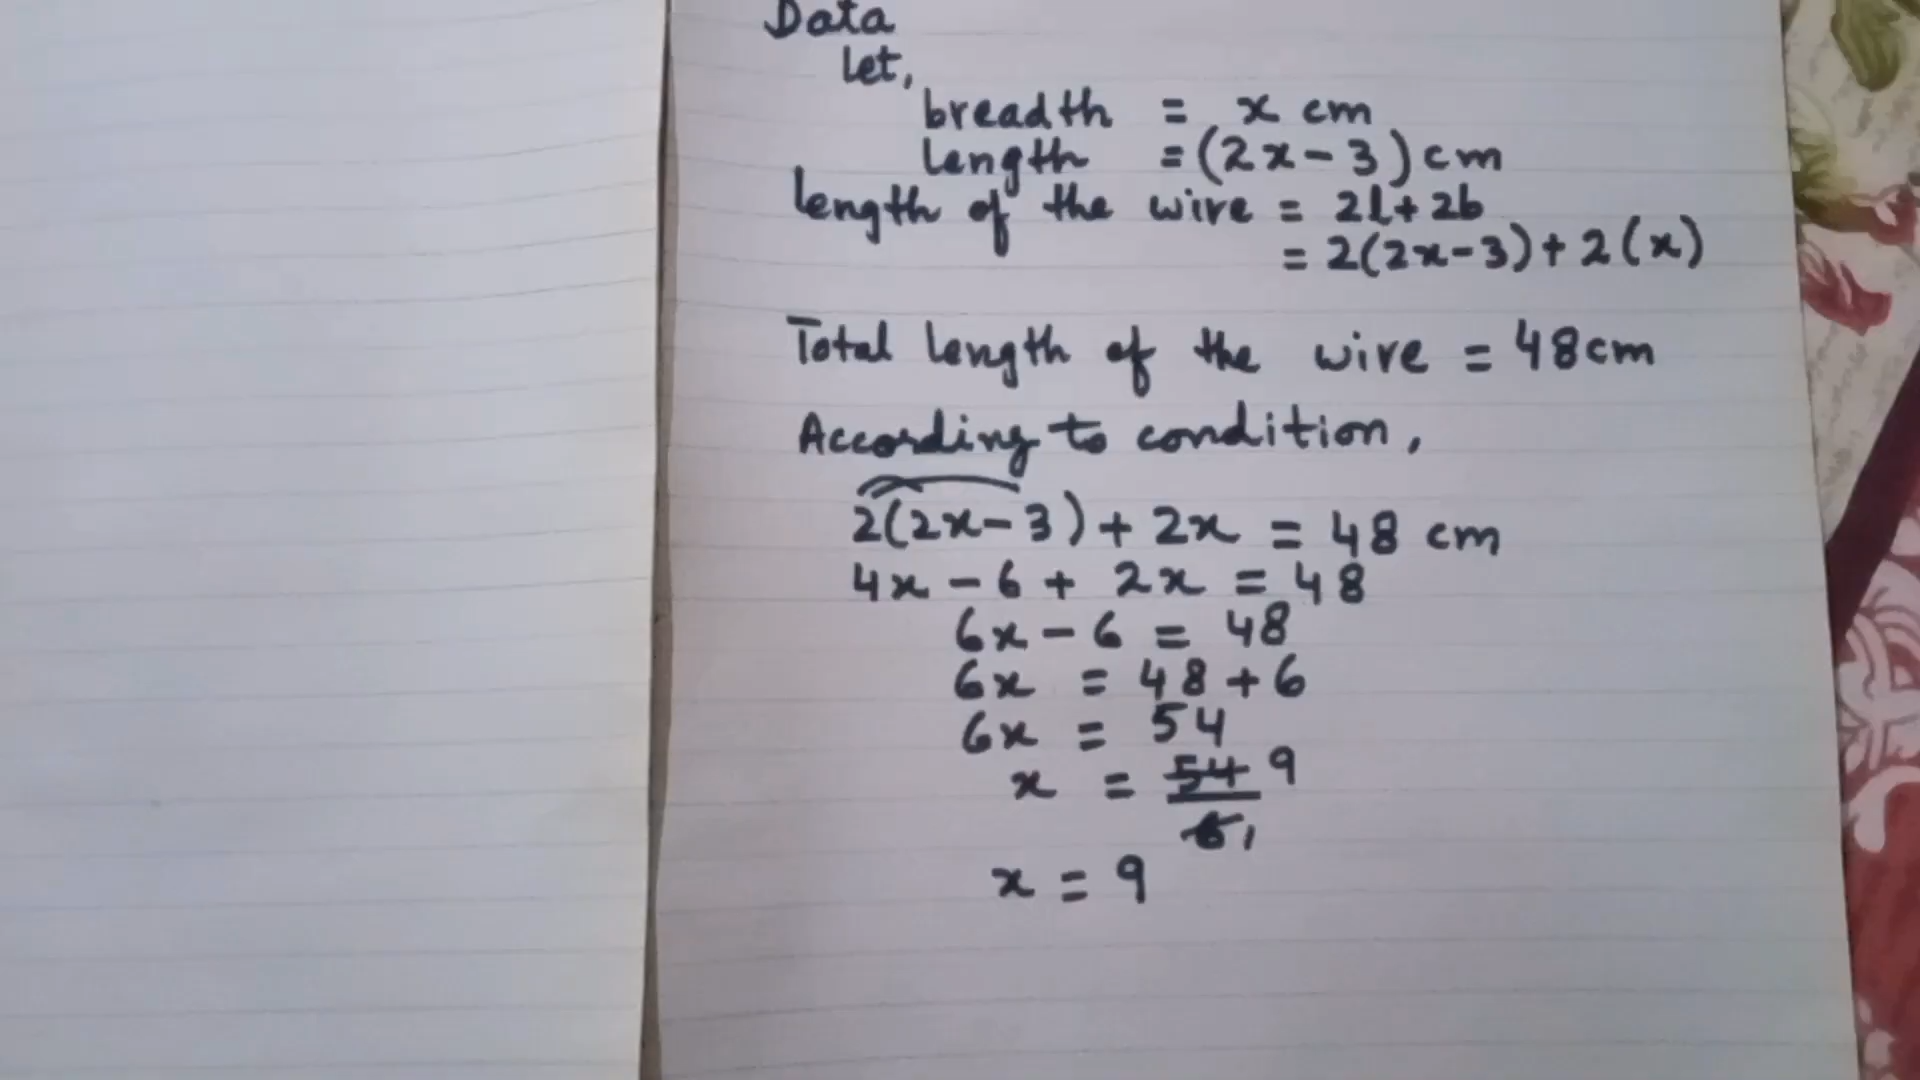 Data
let,
breadth = x cm
length = (2x - 3) cm
length of the wire = 2l + 2b
= 2(2x - 3) + 2(x)
Total length of the wire = 48cm
According to condition,
2(2x - 3) + 2x = 48 cm
4x - 6 + 2x = 48
6x - 6 = 48
6x = 48 + 6
6x = 54
x = 54/6 9 1
x = 9